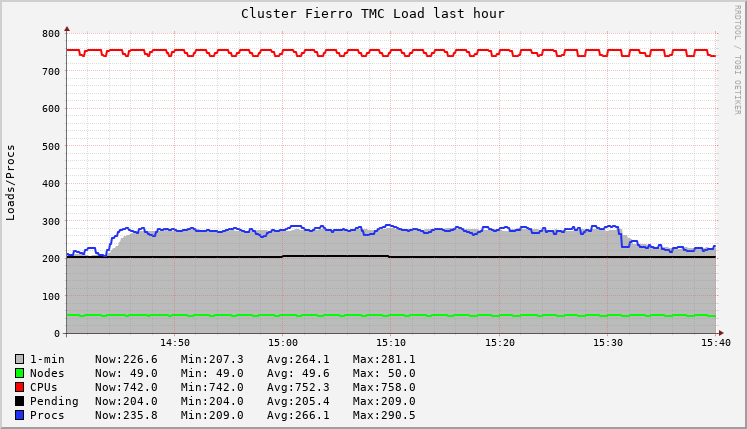 Cluster Fierro TMC Load last hour
RRDTOOL / TOBI OETIKER
Loads/Procs
800
700
600
500
400
300
200
100
0
14:50 15:00 15:10 15:20 15:30 15:40
1-min Now:226.6 Min:207.3 Avg:264.1 Max:281.1
Nodes Now: 49.0 Min: 49.0 Avg: 49.6 Max: 50.0
CPUs Now:742.0 Min:742.0 Avg:752.3 Max:758.0
Pending Now:204.0 Min:204.0 Avg:205.4 Max:209.0
Procs Now:235.8 Min:209.0 Avg:266.1 Max:290.5